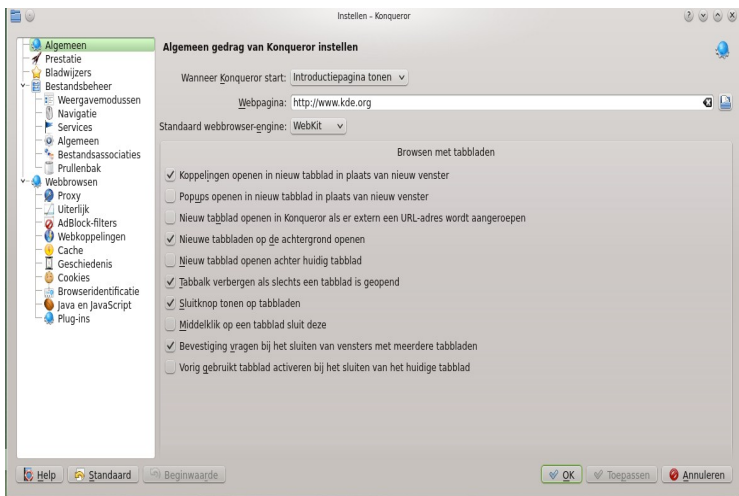 Instellen – Konqueror
Algemeen
Prestatie
Bladwijzers
Bestandsbeheer
Weergavemodussen
Navigatie
Services
Algemeen
Bestandsassociaties
Prullenbak
Webbrowsen
Proxy
Uiterlijk
AdBlock-filters
Webkoppelingen
Cache
Geschiedenis
Cookies
Browseridentificatie
Java en JavaScript
Plug-ins
Algemeen gedrag van Konqueror instellen
Wanneer Konqueror start: Introductiepagina tonen
Webpagina: http://www.kde.org
Standaard webbrowser-engine: WebKit
Browsen met tabbladen
Koppelingen openen in nieuw tabblad in plaats van nieuw venster
Popups openen in nieuw tabblad in plaats van nieuw venster
Nieuw tabblad openen in Konqueror als er extern een URL-adres wordt aangeroepen
Nieuwe tabbladen op de achtergrond openen
Nieuw tabblad openen achter huidig tabblad
Tabbalk verbergen als slechts een tabblad is geopend
Sluitknop tonen op tabbladen
Middelklik op een tabblad sluit deze
Bevestiging vragen bij het sluiten van vensters met meerdere tabbladen
Vorig gebruikt tabblad activeren bij het sluiten van het huidige tabblad
Help Standaard Beginwaarde OK Toepassen Annuleren